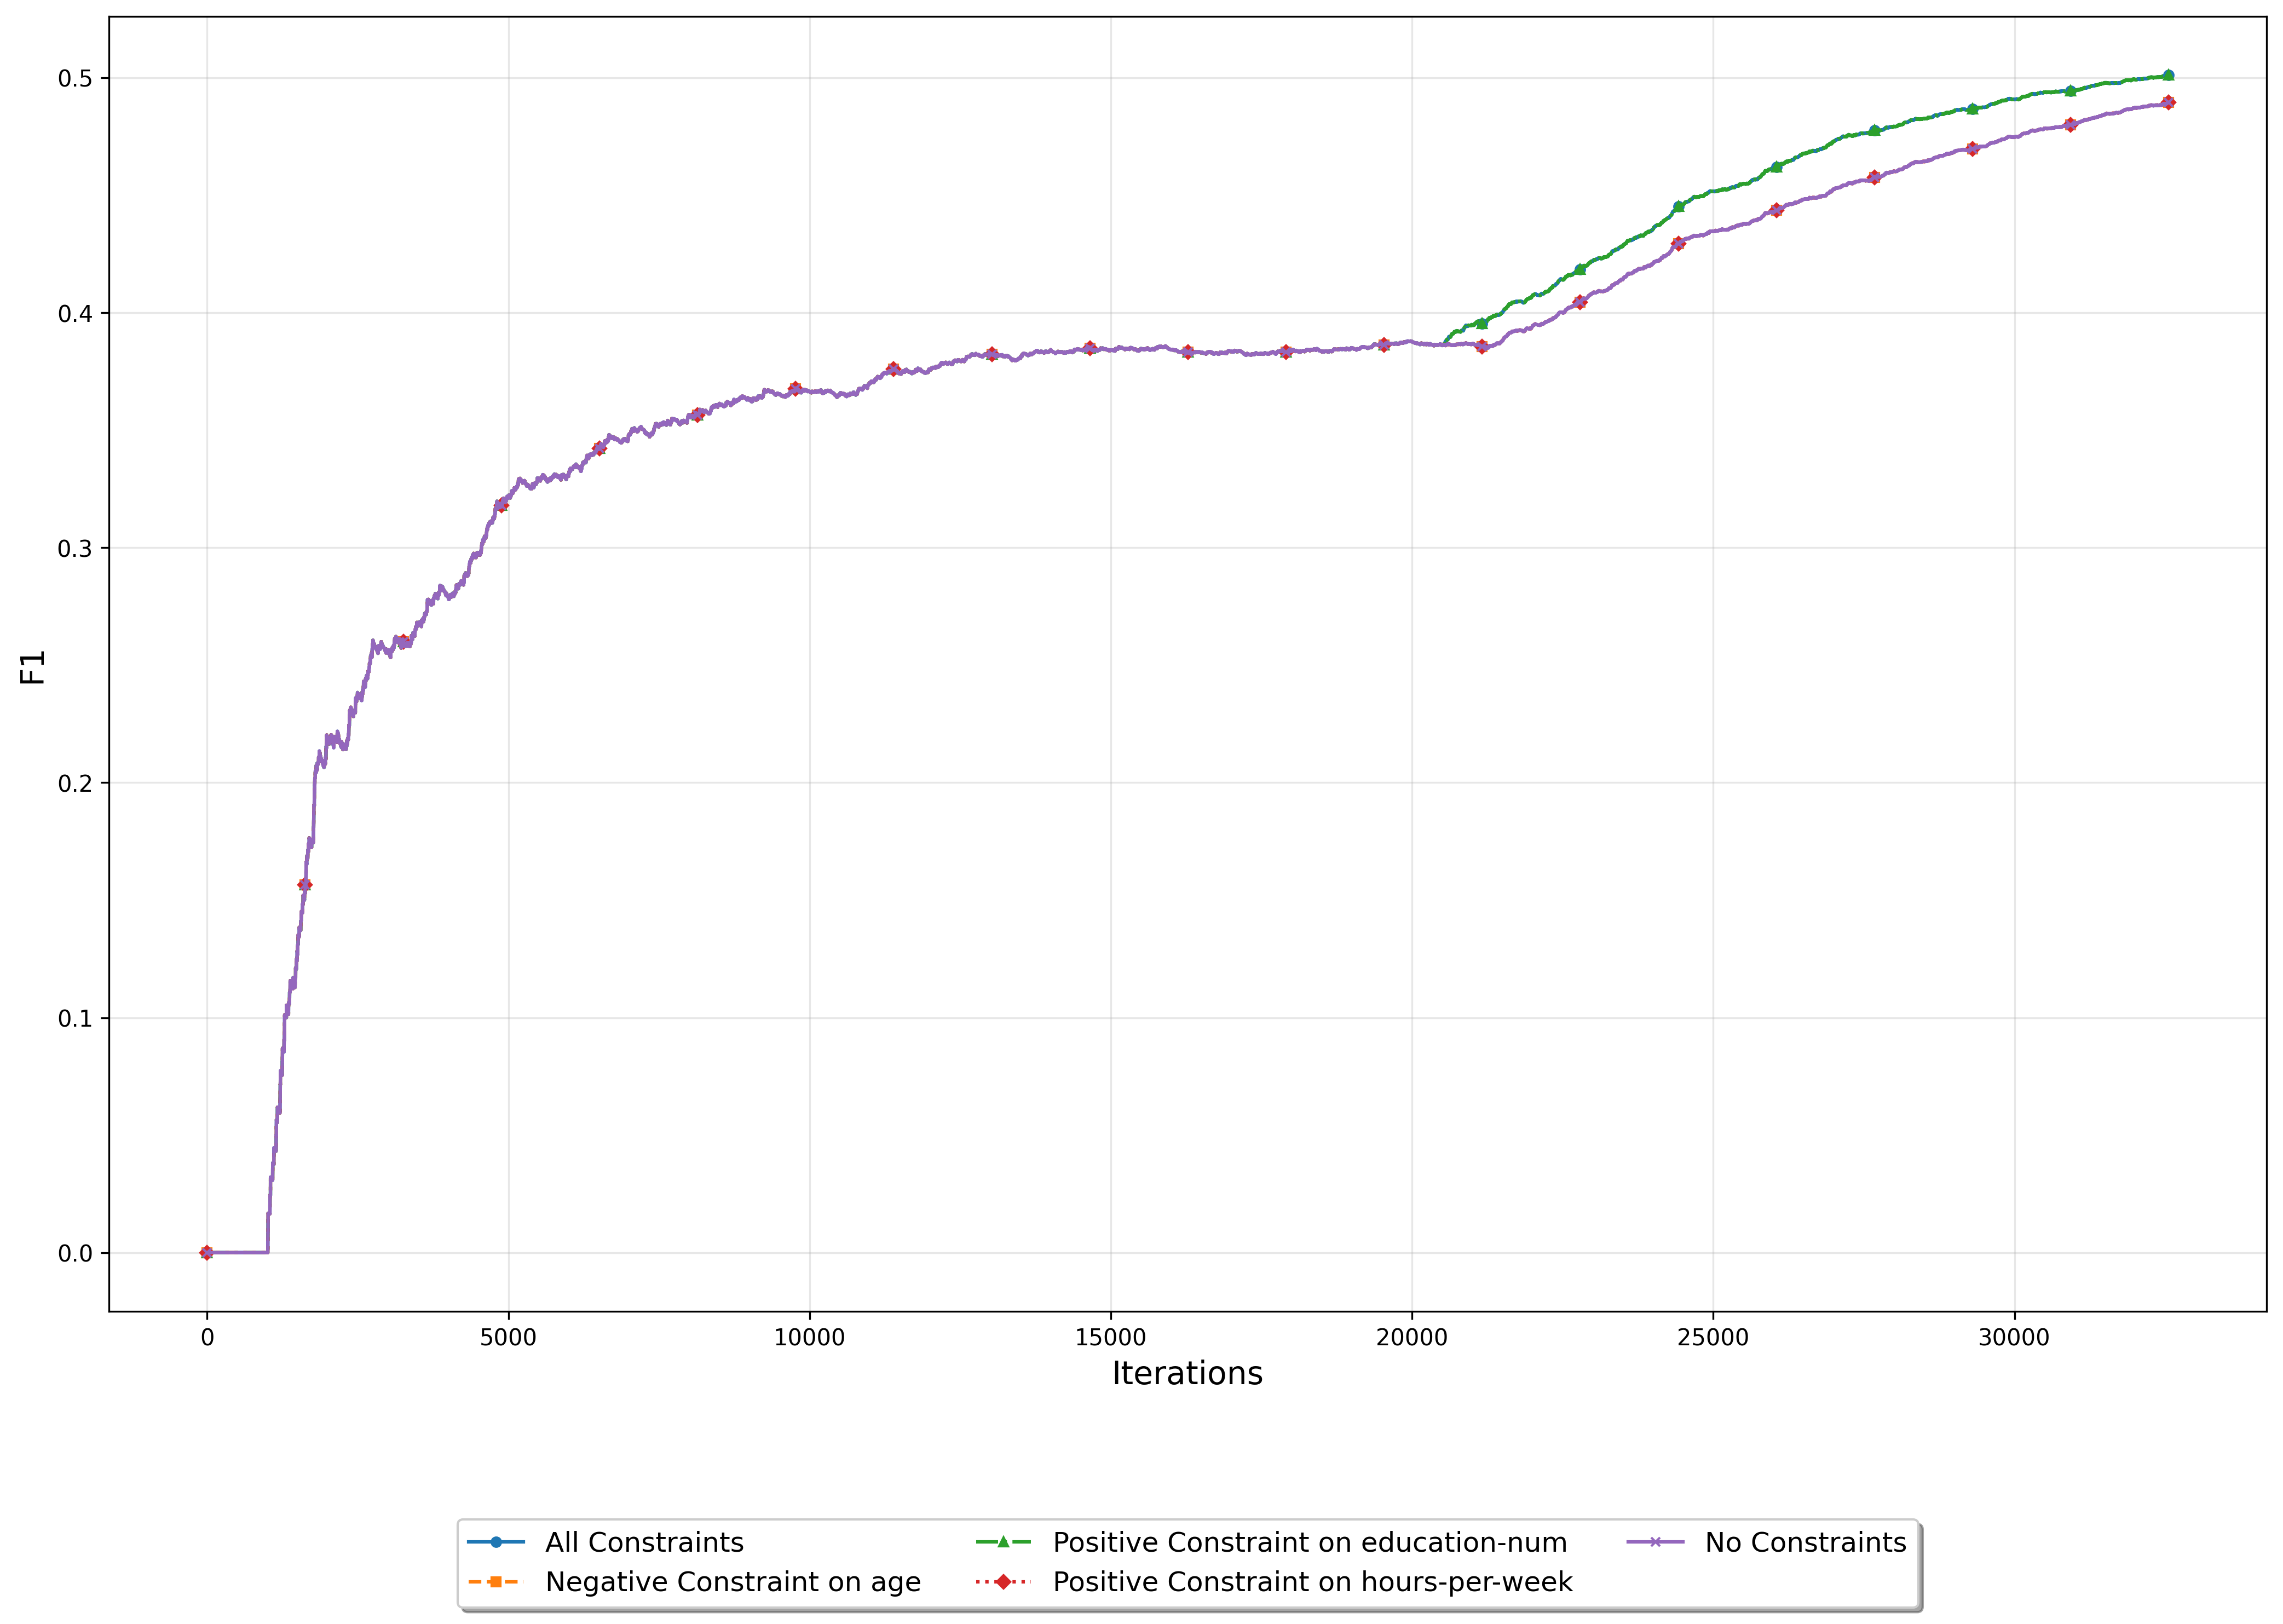 0.5
0.4
0.3
0.2
0.1
0.0
F1
0 5000 10000 15000 20000 25000 30000
Iterations
All Constraints
Negative Constraint on age
Positive Constraint on education-num
Positive Constraint on hours-per-week
No Constraints